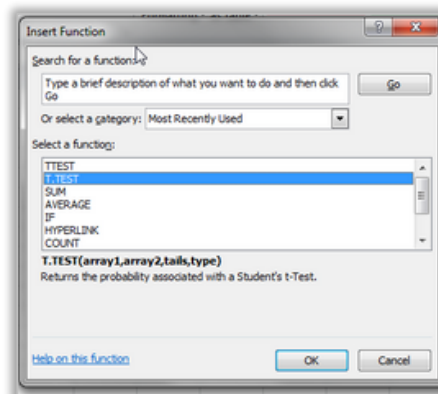 Insert Function
Search for a function:
Type a brief description of what you want to do and then click
Go
Go
Or select a category: Most Recently Used
Select a function:
TTEST
T.TEST
SUM
AVERAGE
IF
HYPERLINK
COUNT
T.TEST(array1,array2,tails,type)
Returns the probability associated with a Student's t-Test.
Help on this function
OK
Cancel